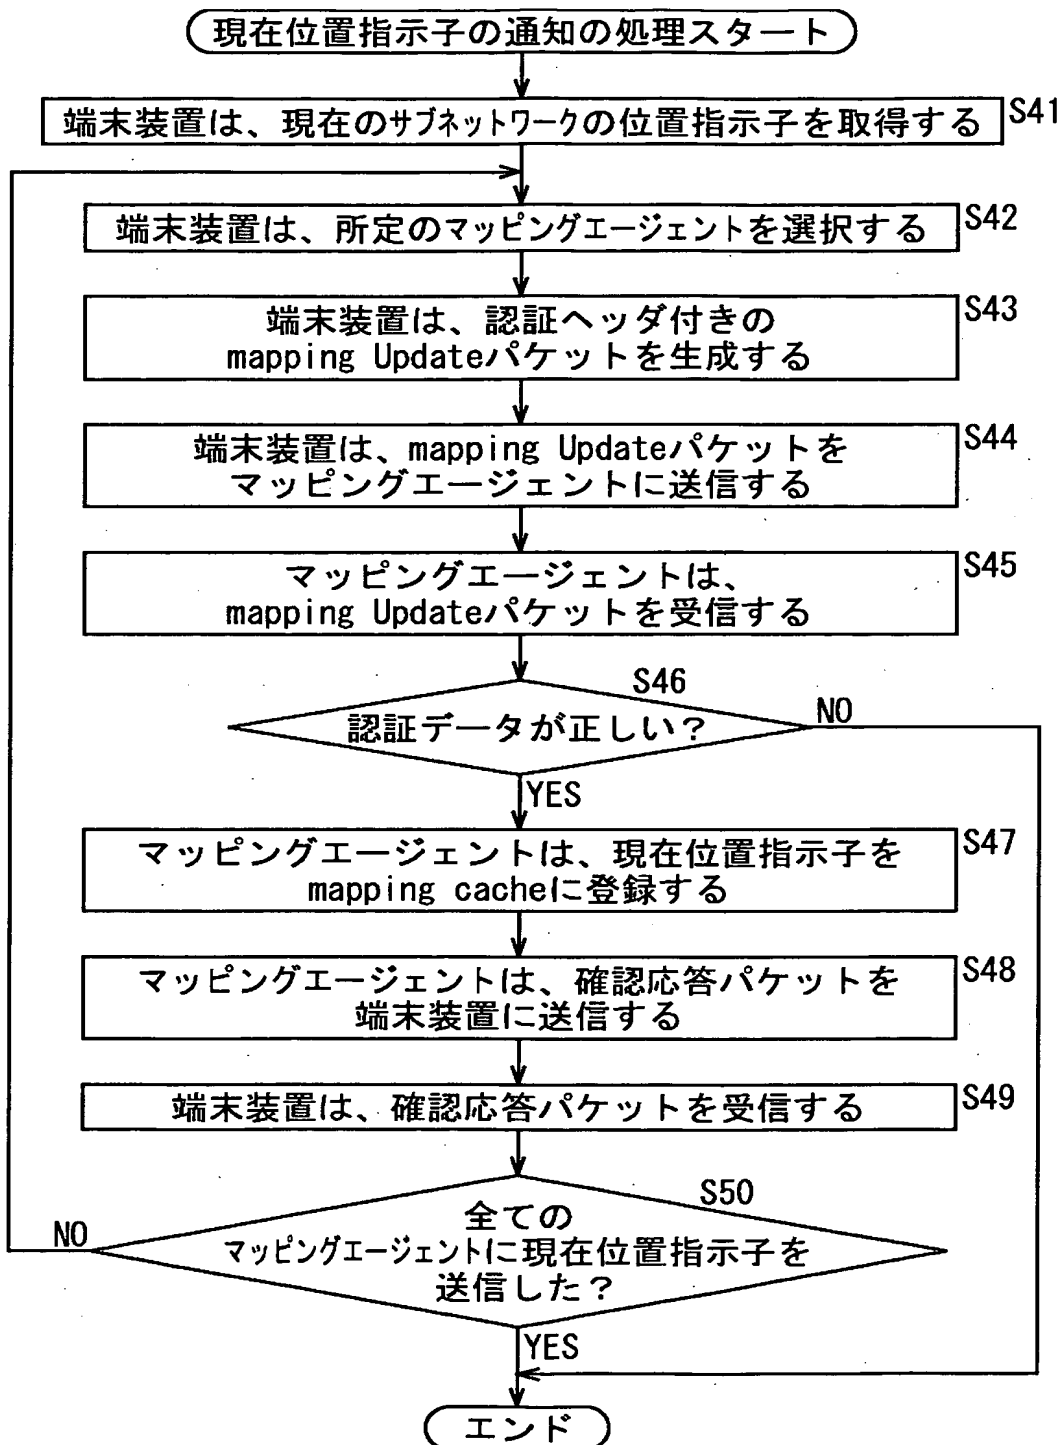 現在位置指示子の通知の処理スタート
端末装置は、現在のサブネットワークの位置指示子を取得する
S41
端末装置は、所定のマッピングエージェントを選択する
S42
端末装置は、認証ヘッダ付きの
mapping Updateパケットを生成する
S43
端末装置は、mapping Updateパケットを
マッピングエージェントに送信する
S44
マッピングエージェントは、
mapping Updateパケットを受信する
S45
S46
認証データが正しい?
NO
YES
マッピングエージェントは、現在位置指示子を
mapping cacheに登録する
S47
マッピングエージェントは、確認応答パケットを
端末装置に送信する
S48
端末装置は、確認応答パケットを受信する
S49
S50
NO
全ての
マッピングエージェントに現在位置指示子を
送信した?
YES
エンド